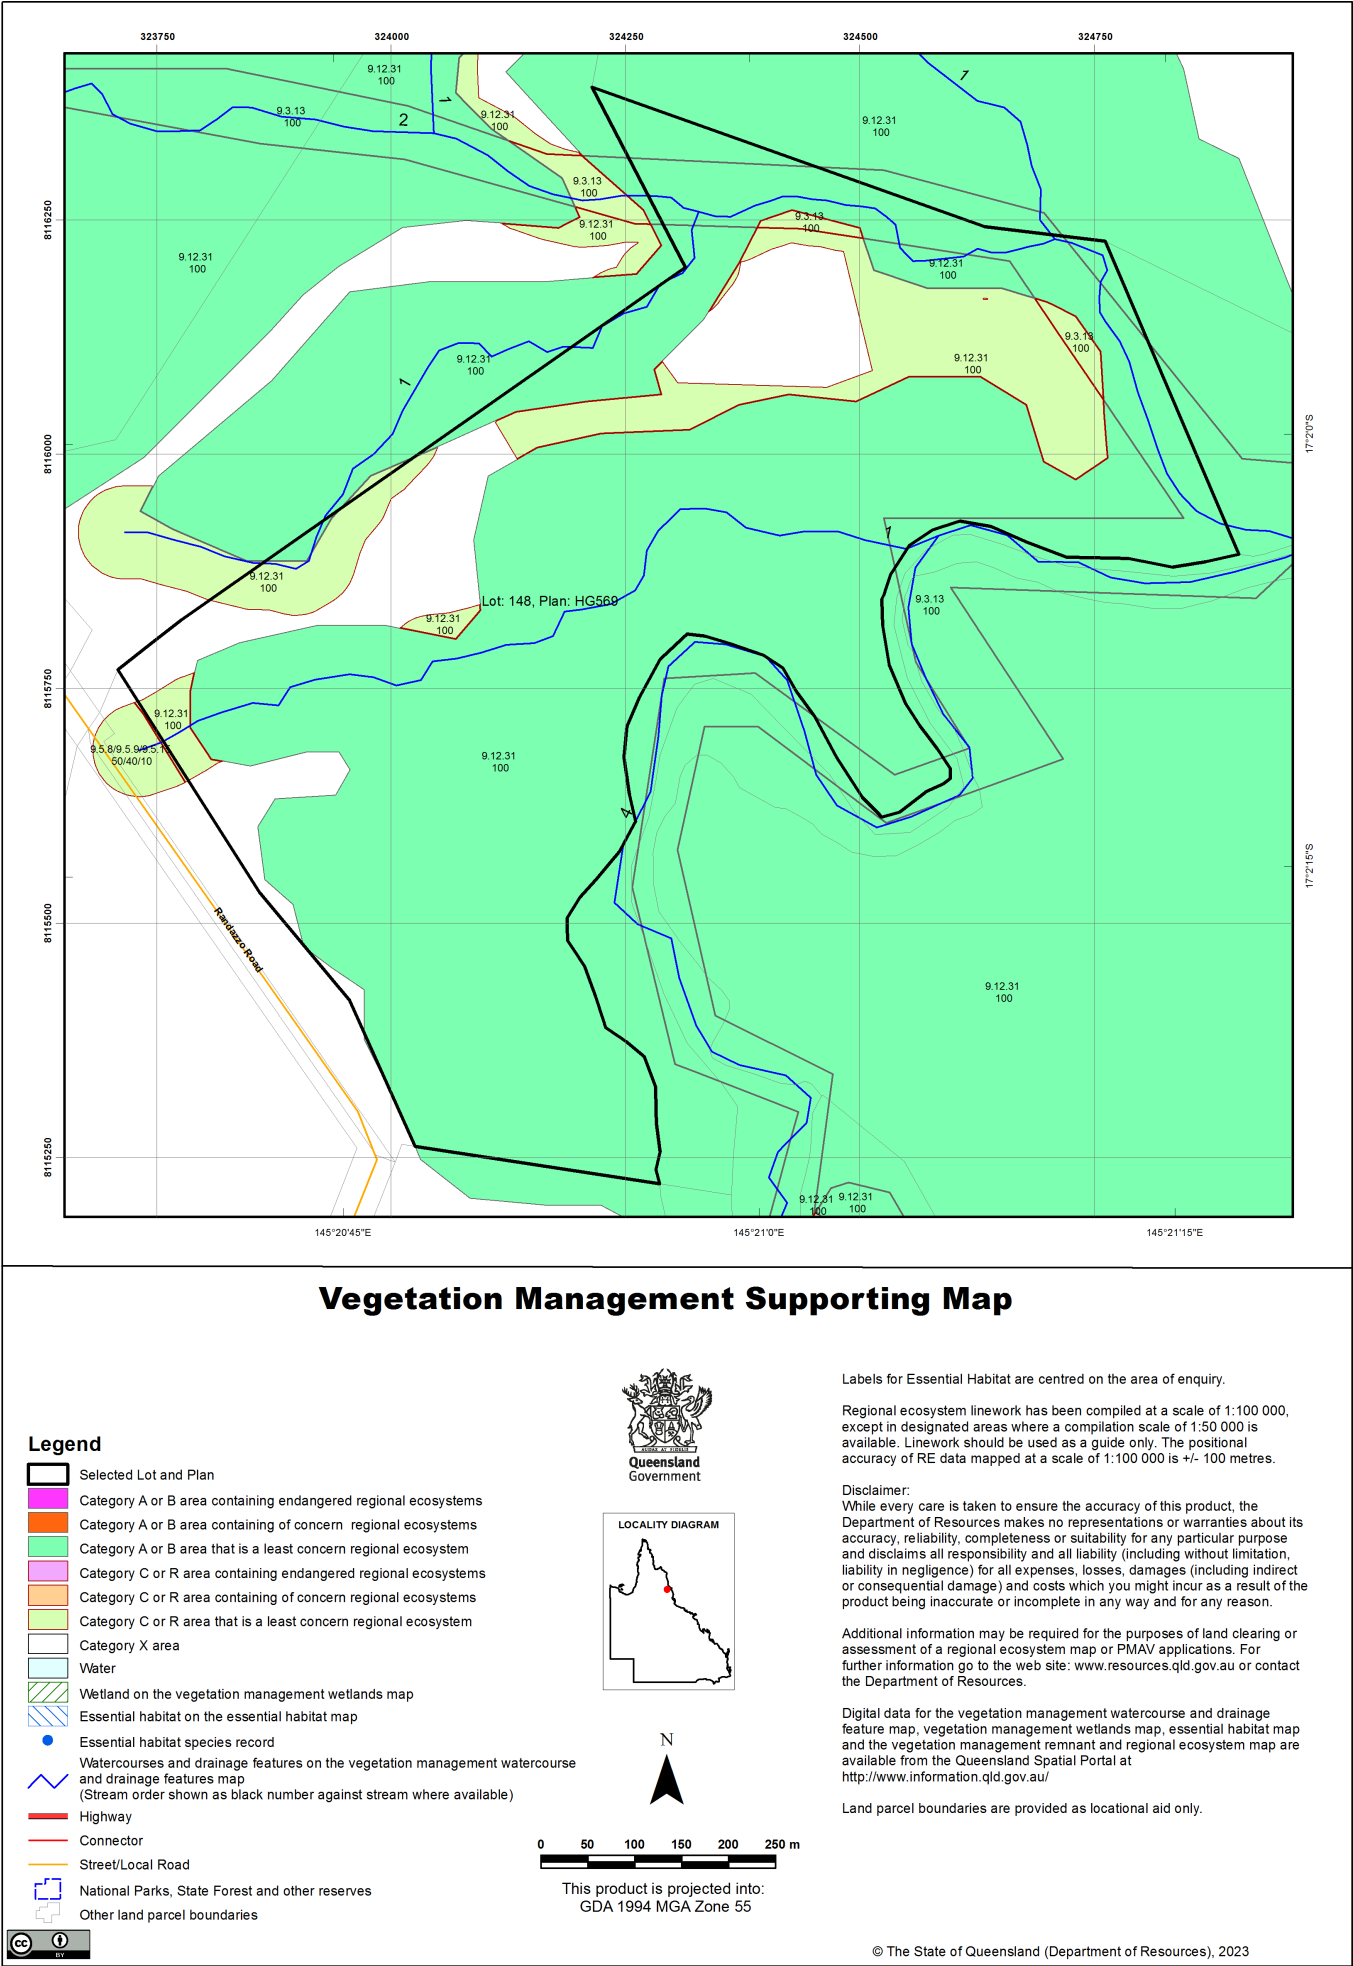 323750
324000
324250
324500
324750
9.12.31
100
1
1
9.3.13
100
2
9.12.31
100
9.12.31
100
9.3.13
100
8116250
9.12.31
100
9.3.13
9.12.31
100
9.12.31
100
9.3.13
100
9.12.31
100
9.12.31
100
1
17°2'0"S
8116000
1
9.12.31
100
Lot: 148, Plan: HG569
9.3.13
100
9.12.31
100
8115750
9.12.31
100
9.5.8/9.5.9/9.5.15
50/40/10
9.12.31
100
4
17°2'15"S
8115500
Randazzo Road
9.12.31
100
8115250
9.12.31
100
9.12.31
100
145°20'45"E
145°21'0"E
145°21'15"E
Vegetation Management Supporting Map
Legend
Selected Lot and Plan
Category A or B area containing endangered regional ecosystems
Category A or B area containing of concern  regional ecosystems
Category A or B area that is a least concern regional ecosystem
Category C or R area containing endangered regional ecosystems
Category C or R area containing of concern regional ecosystems
Category C or R area that is a least concern regional ecosystem
Category X area
Water
Wetland on the vegetation management wetlands map
Essential habitat on the essential habitat map
Essential habitat species record
Watercourses and drainage features on the vegetation management watercourse
and drainage features map
(Stream order shown as black number against stream where available)
Highway
Connector
Street/Local Road
National Parks, State Forest and other reserves
Other land parcel boundaries
cc
BY
AUDAX AT FIDELIS
Queensland
Government
LOCALITY DIAGRAM
N
0 50 100 150 200 250 m
This product is projected into:
GDA 1994 MGA Zone 55
Labels for Essential Habitat are centred on the area of enquiry.
Regional ecosystem linework has been compiled at a scale of 1:100 000,
except in designated areas where a compilation scale of 1:50 000 is
available. Linework should be used as a guide only. The positional
accuracy of RE data mapped at a scale of 1:100 000 is +/- 100 metres.
Disclaimer:
While every care is taken to ensure the accuracy of this product, the
Department of Resources makes no representations or warranties about its
accuracy, reliability, completeness or suitability for any particular purpose
and disclaims all responsibility and all liability (including without limitation,
liability in negligence) for all expenses, losses, damages (including indirect
or consequential damage) and costs which you might incur as a result of the
product being inaccurate or incomplete in any way and for any reason.
Additional information may be required for the purposes of land clearing or
assessment of a regional ecosystem map or PMAV applications. For
further information go to the web site: www.resources.qld.gov.au or contact
the Department of Resources.
Digital data for the vegetation management watercourse and drainage
feature map, vegetation management wetlands map, essential habitat map
and the vegetation management remnant and regional ecosystem map are
available from the Queensland Spatial Portal at
http://www.information.qld.gov.au/
Land parcel boundaries are provided as locational aid only.
© The State of Queensland (Department of Resources), 2023